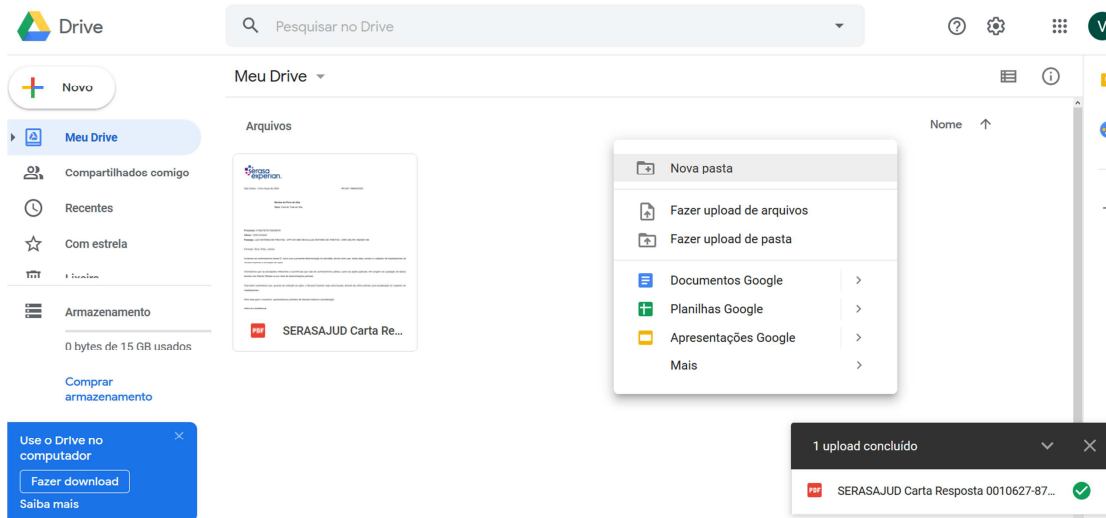 Drive
Pesquisar no Drive
Novo
Meu Drive
Compartilhados comigo
Recentes
Com estrela
Lixeira
Armazenamento
0 bytes de 15 GB usados
Comprar
armazenamento
Use o Drive no
computador
Fazer download
Saiba mais
Meu Drive
Arquivos
Nome
serasa
experian.
PDF
SERASAJUD Carta Re...
Nova pasta
Fazer upload de arquivos
Fazer upload de pasta
Documentos Google
Planilhas Google
Apresentações Google
Mais
1 upload concluído
PDF
SERASAJUD Carta Resposta 0010627-87...
V